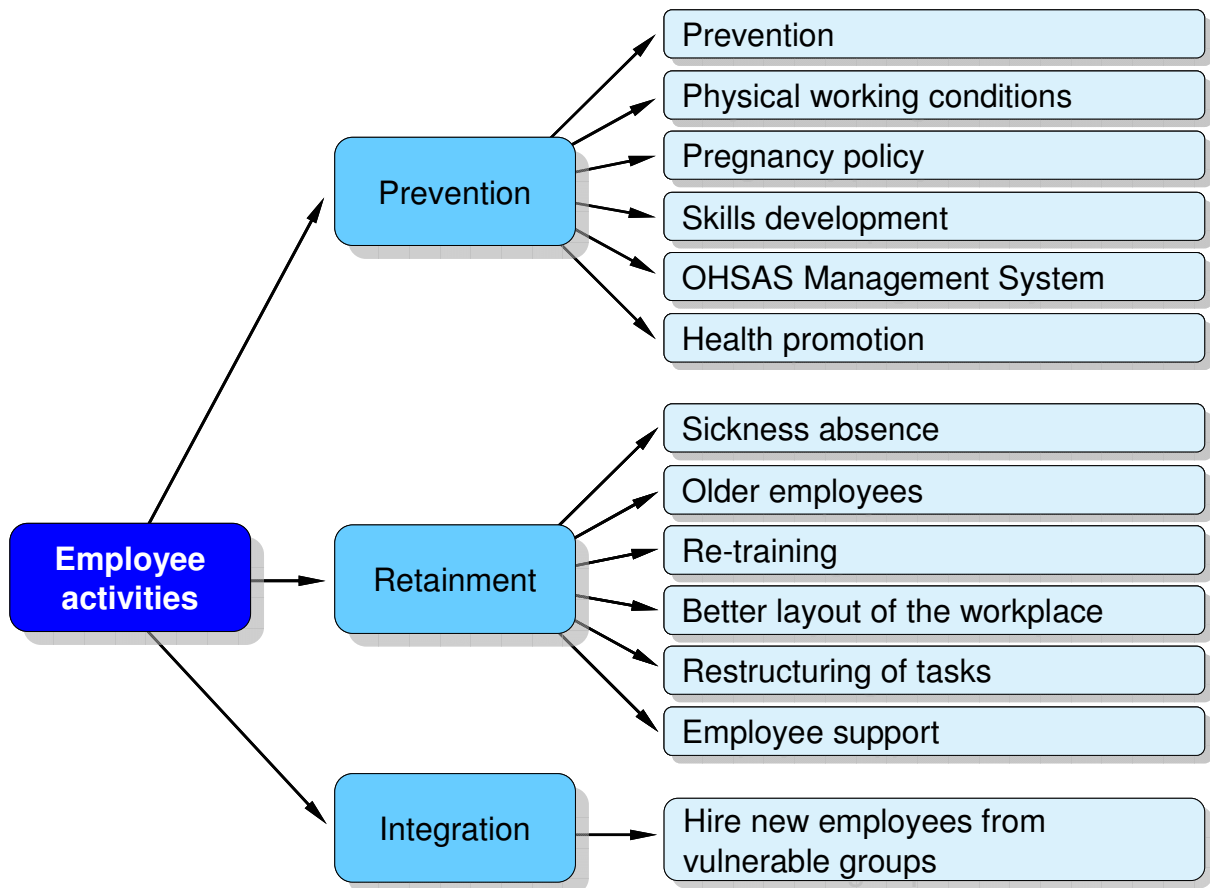 Prevention
Physical working conditions
Pregnancy policy
Prevention
Skills development
OHSAS Management System
Health promotion
Sickness absence
Older employees
Employee
activities
Retainment
Re-training
Better layout of the workplace
Restructuring of tasks
Employee support
Integration
Hire new employees from
vulnerable groups